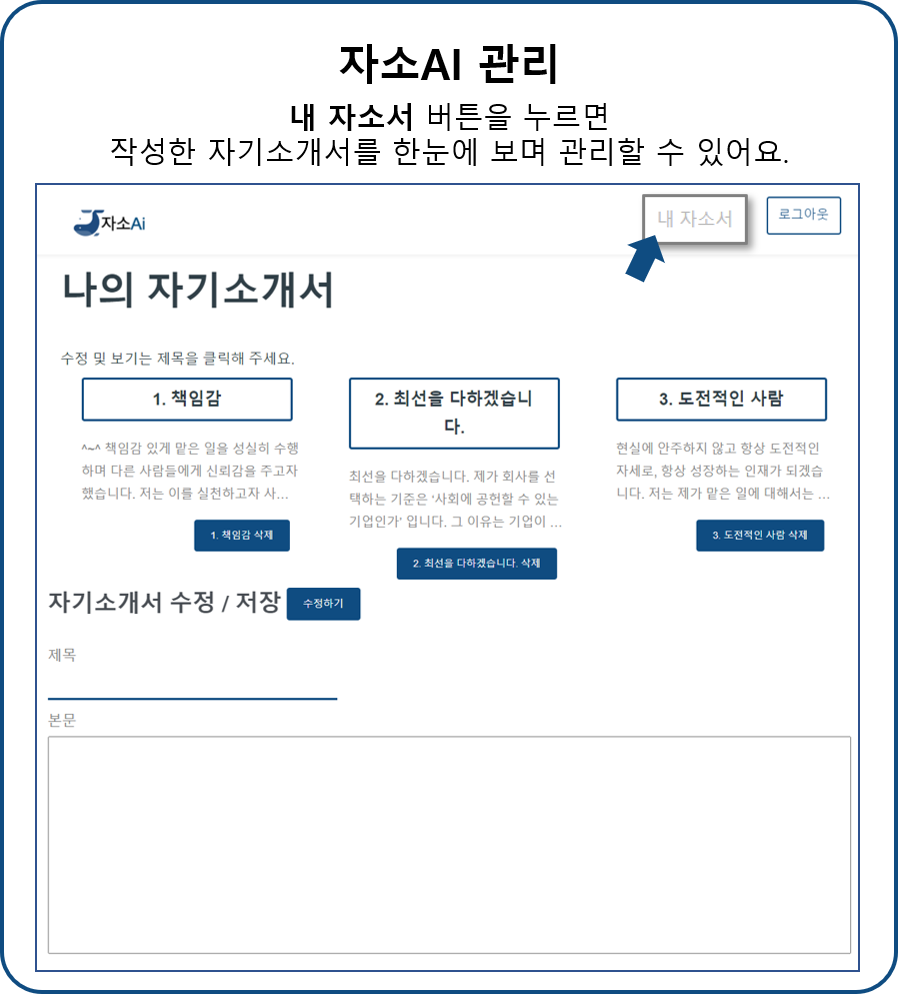 자소AI 관리
내 자소서 버튼을 누르면
작성한 자기소개서를 한눈에 보며 관리할 수 있어요.
자소Ai
내 자소서
로그아웃
나의 자기소개서
수정 및 보기는 제목을 클릭해 주세요.
1. 책임감
^~^ 책임감 있게 맡은 일을 성실히 수행
하며 다른 사람들에게 신뢰감을 주고자
했습니다. 저는 이를 실천하고자 사...
1. 책임감 삭제
2. 최선을 다하겠습니
다.
최선을 다하겠습니다. 제가 회사를 선
택하는 기준은 '사회에 공헌할 수 있는
기업인가' 입니다. 그 이유는 기업이 ...
2. 최선을 다하겠습니다. 삭제
3. 도전적인 사람
현실에 안주하지 않고 항상 도전적인
자세로, 항상 성장하는 인재가 되겠습
니다. 저는 제가 맡은 일에 대해서는 ...
3. 도전적인 사람 삭제
자기소개서 수정 / 저장
수정하기
제목
본문